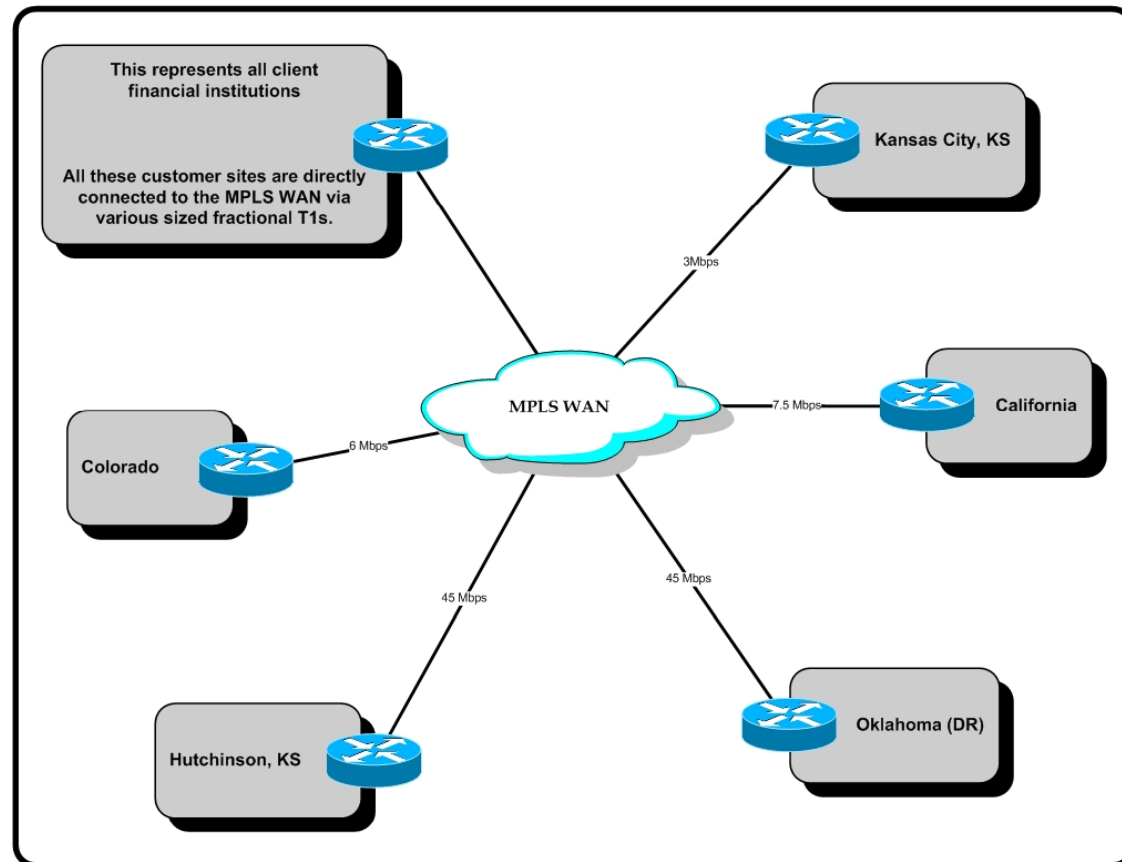 This represents all client
financial institutions
All these customer sites are directly
connected to the MPLS WAN via
various sized fractional T1s.
Kansas City, KS
3Mbps
MPLS WAN
7.5 Mbps
California
Colorado
6 Mbps
45 Mbps
45 Mbps
Hutchinson, KS
Oklahoma (DR)